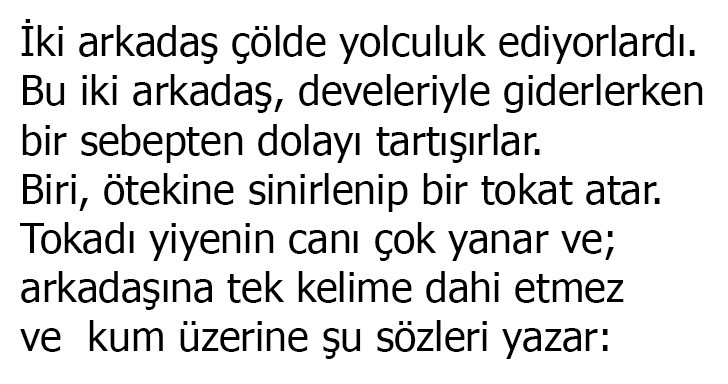 İki arkadaş çölde yolculuk ediyorlardı.
Bu iki arkadaş, develeriyle giderlerken
bir sebepten dolayı tartışırlar.
Biri, ötekine sinirlenip bir tokat atar.
Tokadı yiyenin canı çok yanar ve;
arkadaşına tek kelime dahi etmez
ve  kum üzerine şu sözleri yazar: